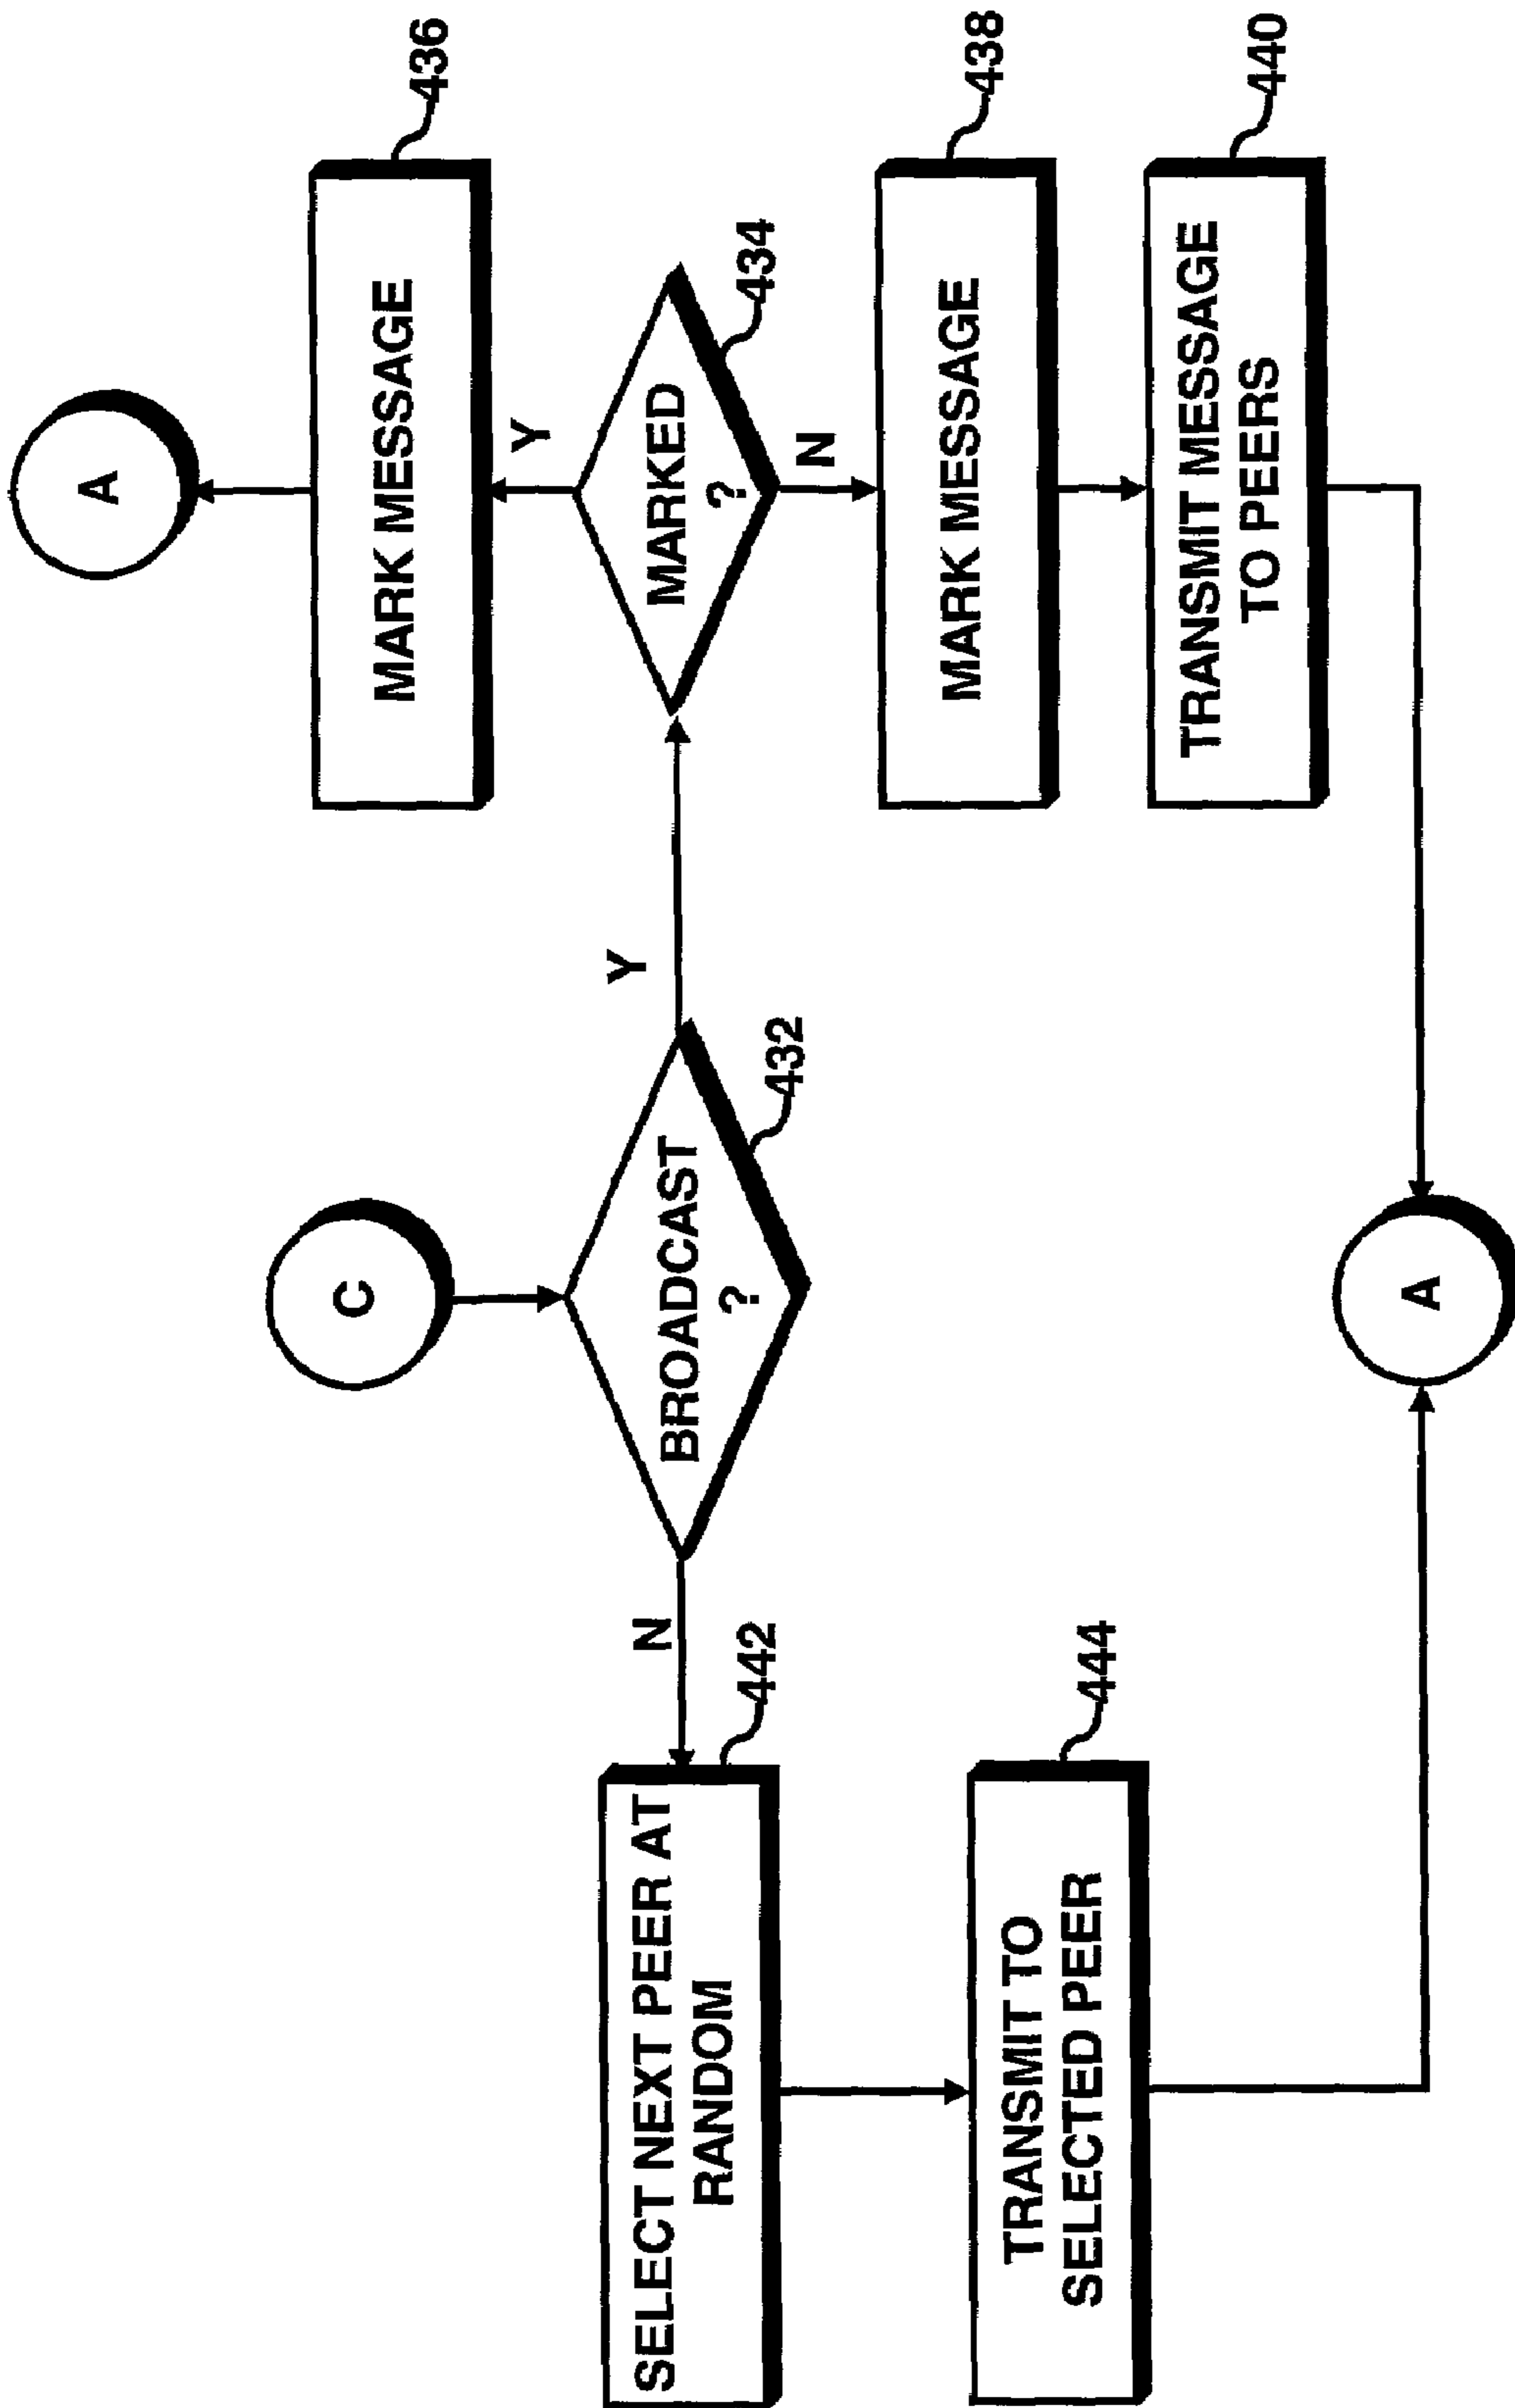 A
MARK MESSAGE
436
Y
C
BROADCAST
?
432
Y
MARKED
?
434
N
N
SELECT NEXT PEER AT
RANDOM
442
MARK MESSAGE
438
TRANSMIT TO
SELECTED PEER
444
TRANSMIT MESSAGE
TO PEERS
440
A